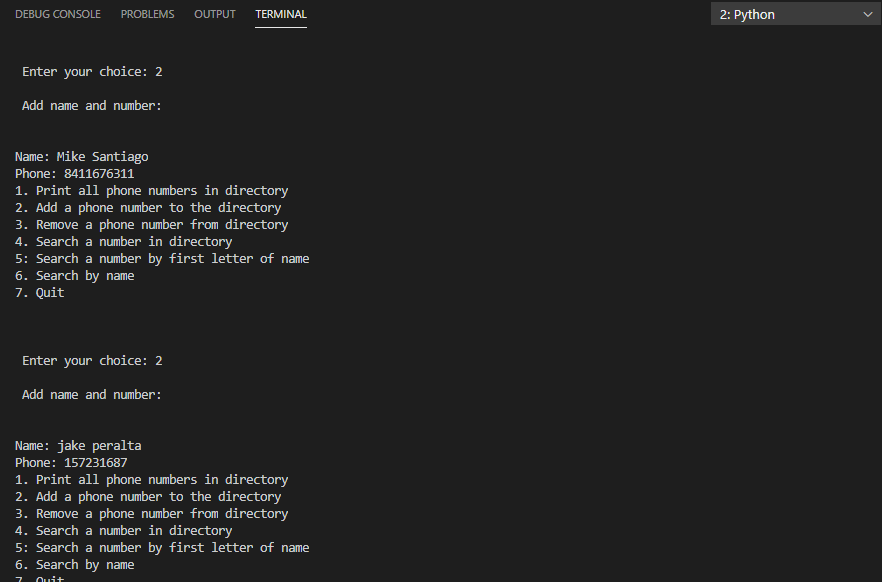 DEBUG CONSOLE PROBLEMS OUTPUT TERMINAL 2: Python
Enter your choice: 2
Add name and number:
Name: Mike Santiago
Phone: 8411676311
1. Print all phone numbers in directory
2. Add a phone number to the directory
3. Remove a phone number from directory
4. Search a number in directory
5: Search a number by first letter of name
6. Search by name
7. Quit
Enter your choice: 2
Add name and number:
Name: jake peralta
Phone: 157231687
1. Print all phone numbers in directory
2. Add a phone number to the directory
3. Remove a phone number from directory
4. Search a number in directory
5: Search a number by first letter of name
6. Search by name
7. Quit